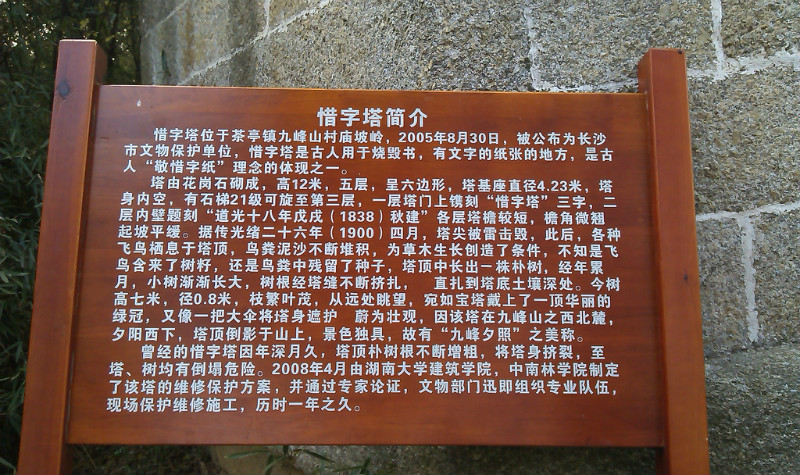 惜字塔简介
惜字塔位于茶亭镇九峰山村庙坡岭，2005年8月30日，被公布为长沙
市文物保护单位，惜字塔是古人用于烧毁书，有文字的纸张的地方，是古
人“敬惜字纸”理念的体现之一。
塔由花岗石砌成，高12米，五层，呈六边形，塔基座直径4.23米，塔
身内空，有石梯21级可旋至第三层，一层塔门上镌刻“惜字塔”三字，二
层内壁题刻“道光十八年戊戌（1838）秋建”各层塔檐较短，檐角微翘
起坡平缓。据传光绪二十六年（1900）四月，塔尖被雷击毁，此后，各种
飞鸟栖息于塔顶，鸟粪泥沙不断堆积，为草木生长创造了条件，不知是飞
鸟含来了树籽，还是鸟粪中残留了种子，塔顶中长出一株朴树，经年累
月，小树渐渐长大，树根经塔缝不断挤扎， 直扎到塔底土壤深处。今树
高七米，径0.8米，枝繁叶茂，从远处眺望，宛如宝塔戴上了一顶华丽的
绿冠，又像一把大伞将塔身遮护 蔚为壮观，因该塔在九峰山之西北麓，
夕阳西下，塔顶倒影于山上，景色独具，故有“九峰夕照”之美称。
曾经的惜字塔因年深月久，塔顶朴树根不断增粗，将塔身挤裂，至
塔、树均有倒塌危险。2008年4月由湖南大学建筑学院，中南林学院制定
了该塔的维修保护方案，并通过专家论证，文物部门迅即组织专业队伍，
现场保护维修施工，历时一年之久。